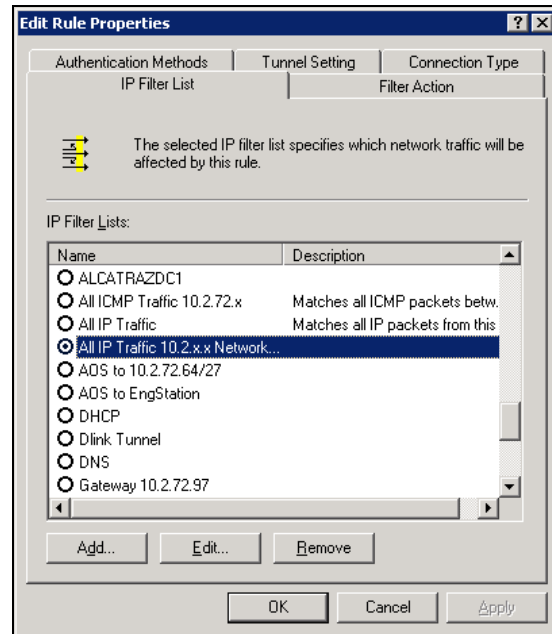 Edit Rule Properties
Authentication Methods Tunnel Setting Connection Type
IP Filter List Filter Action
The selected IP filter list specifies which network traffic will be
affected by this rule.
IP Filter Lists:
Name Description
ALCATRAZDC1
All ICMP Traffic 10.2.72.x Matches all ICMP packets betw.
All IP Traffic Matches all IP packets from this
All IP Traffic 10.2.x.x Network...
AOS to 10.2.72.64/27
AOS to EngStation
DHCP
Dlink Tunnel
DNS
Gateway 10.2.72.97
Add... Edit... Remove
OK Cancel Apply